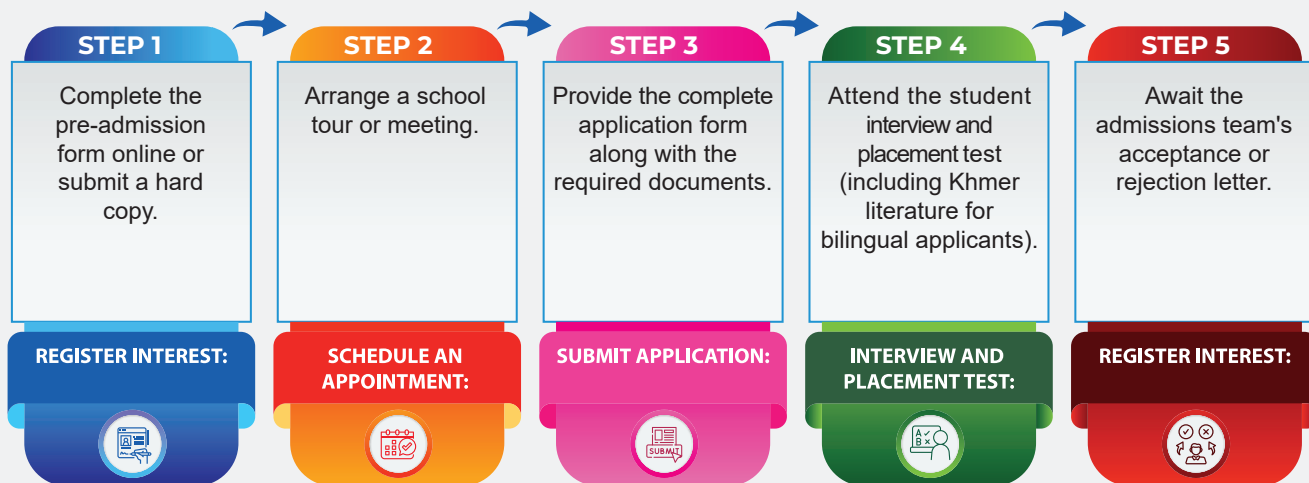 STEP 1
Complete the
pre-admission
form online or
submit a hard
copy.
REGISTER INTEREST:
STEP 2
Arrange a school
tour or meeting.
SCHEDULE AN
APPOINTMENT:
STEP 3
Provide the complete
application form
along with the
required documents.
SUBMIT APPLICATION:
SUBMIT
STEP 4
Attend the student
interview and
placement test
(including Khmer
literature for
bilingual applicants).
INTERVIEW AND
PLACEMENT TEST:
A
B
STEP 5
Await the
admissions team's
acceptance or
rejection letter.
REGISTER INTEREST: